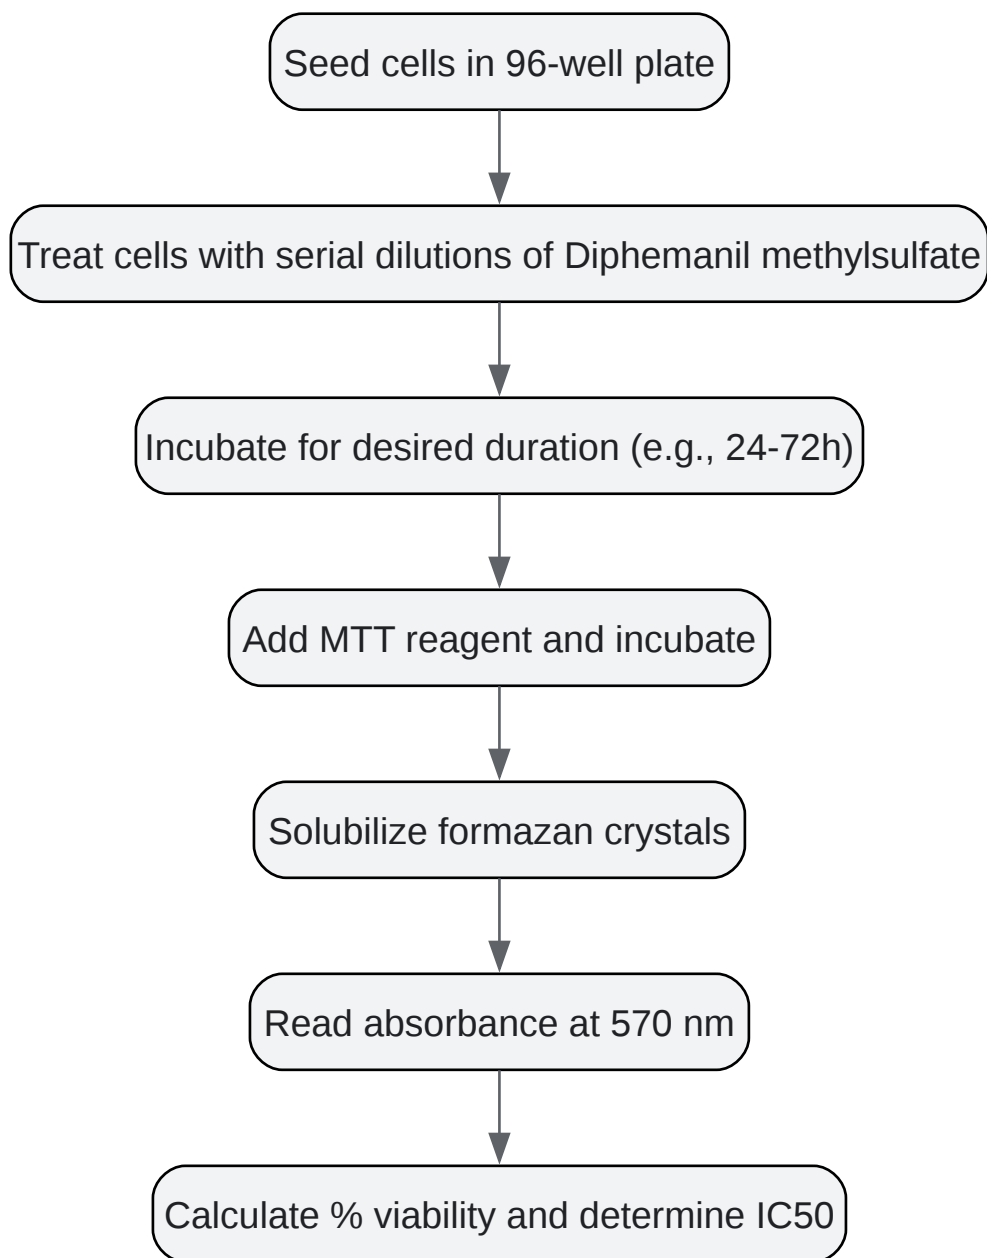 Seed cells in 96-well plate
Treat cells with serial dilutions of Diphemanil methylsulfate
Incubate for desired duration (e.g., 24-72h)
Add MTT reagent and incubate
Solubilize formazan crystals
Read absorbance at 570 nm
Calculate % viability and determine IC50